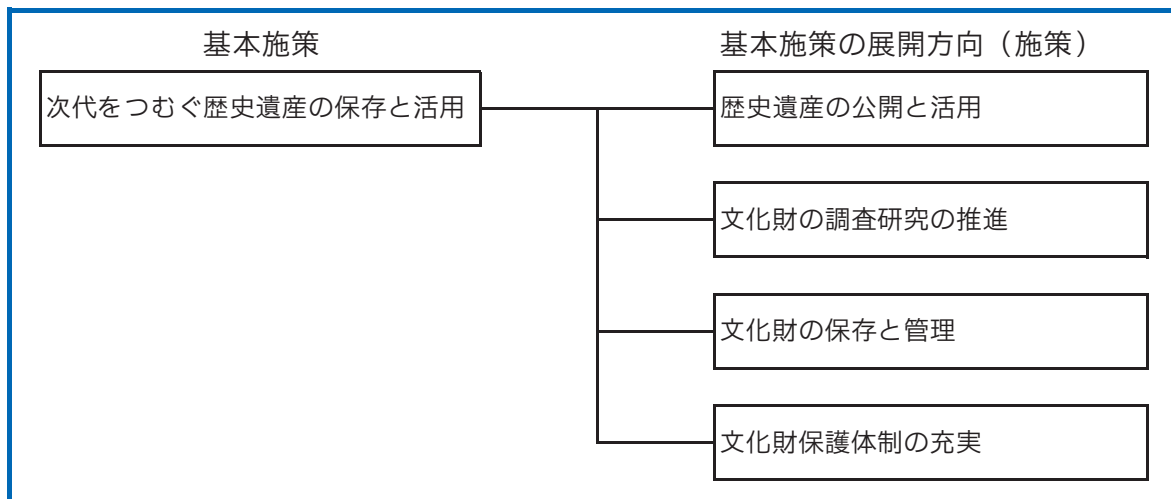 基本施策
基本施策の展開方向（施策）
次代をつむぐ歴史遺産の保存と活用
歴史遺産の公開と活用
文化財の調査研究の推進
文化財の保存と管理
文化財保護体制の充実